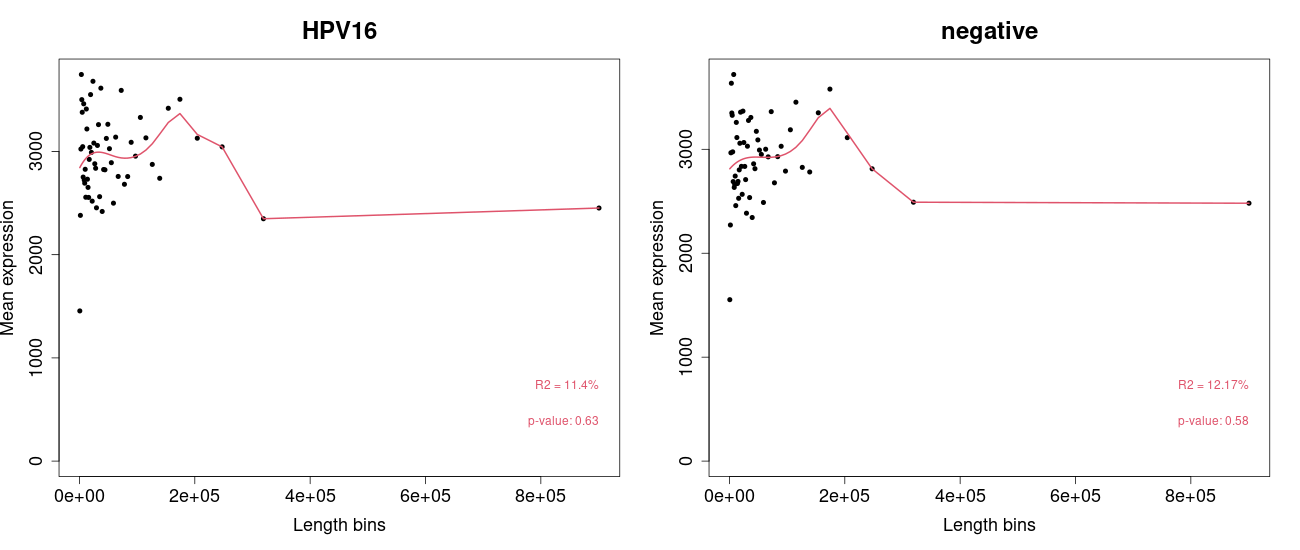 HPV16
Mean expression
3000
2000
1000
0
R2 = 11.4%
p-value: 0.63
0e+00 2e+05 4e+05 6e+05 8e+05
Length bins
negative
Mean expression
3000
2000
1000
0
R2 = 12.17%
p-value: 0.58
0e+00 2e+05 4e+05 6e+05 8e+05
Length bins